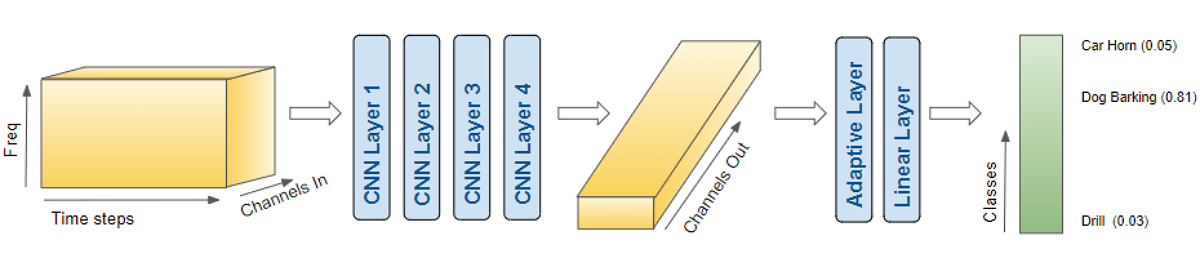 Freq
Time steps
Channels In
CNN Layer 1
CNN Layer 2
CNN Layer 3
CNN Layer 4
Channels Out
Adaptive Layer
Linear Layer
Classes
Car Horn (0.05)
Dog Barking (0.81)
Drill (0.03)